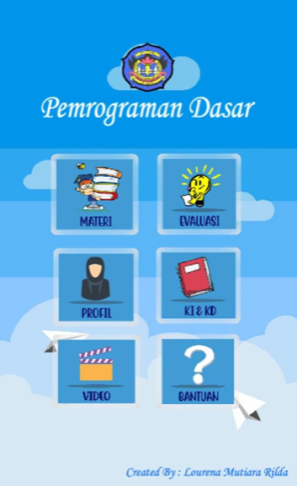 Pemrograman Dasar
MATERI
EVALUASI
PROFIL
KI & KD
VIDEO
BANTUAN
Created By : Lourena Mutiara Rilda